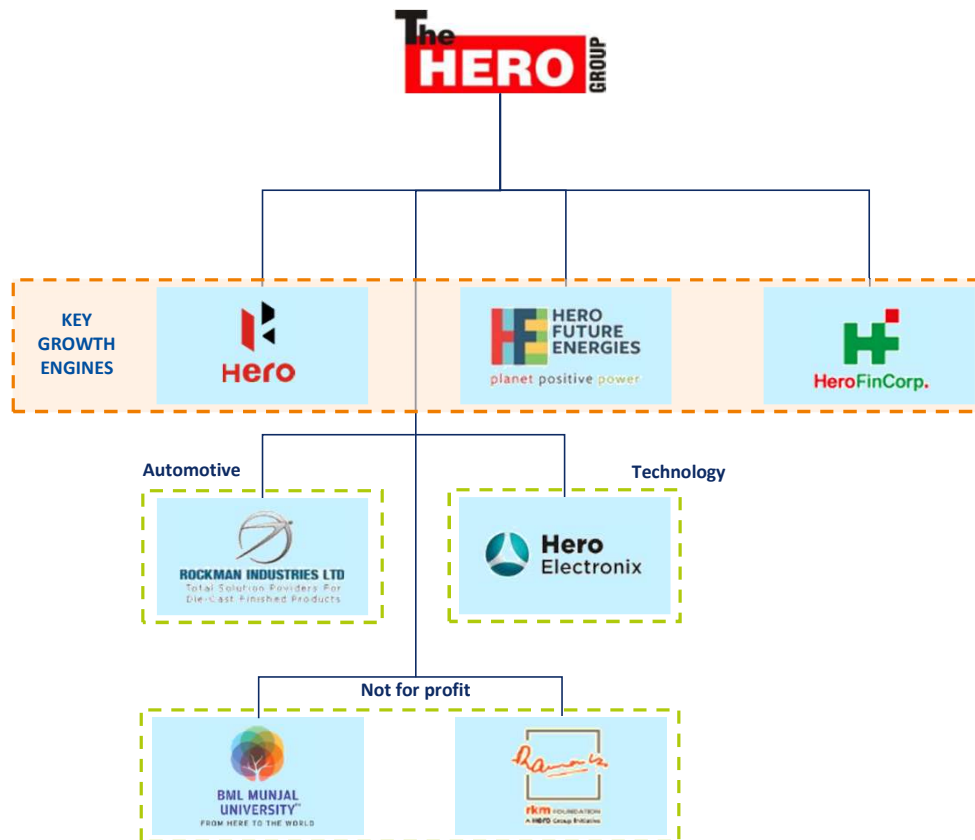 The
HERO
GROUP
KEY
GROWTH
ENGINES
Hero
HERO
FUTURE
ENERGIES
planet positive power
HeroFinCorp.
Automotive
Technology
ROCKMAN INDUSTRIES LTD
Total Solution Providers For
Die-Cast Finished Products
Hero
Electronix
Not for profit
BML MUNJAL
UNIVERSITY™
FROM HERE TO THE WORLD
rkm FOUNDATION
A Hero Group Initiative